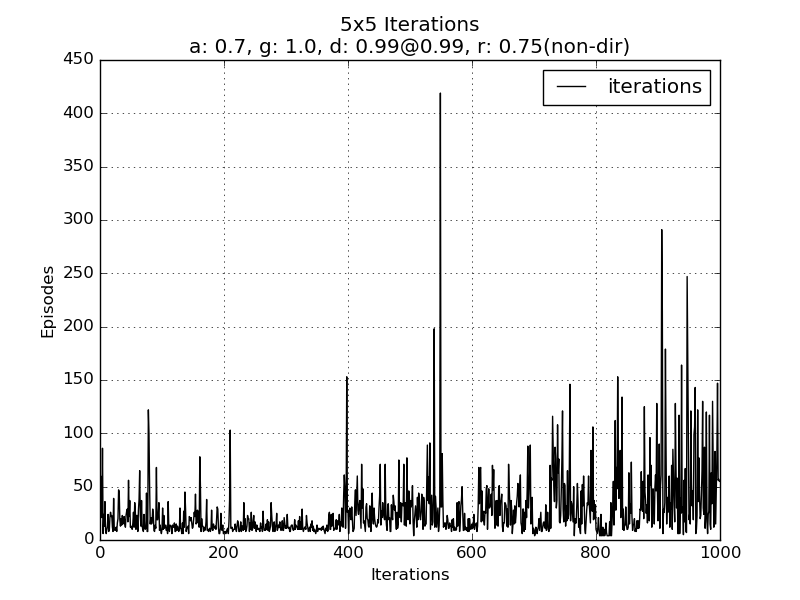 5x5 Iterations
a: 0.7, g: 1.0, d: 0.99@0.99, r: 0.75(non-dir)
iterations
450
400
350
300
250
200
150
100
50
0
Episodes
0 200 400 600 800 1000
Iterations